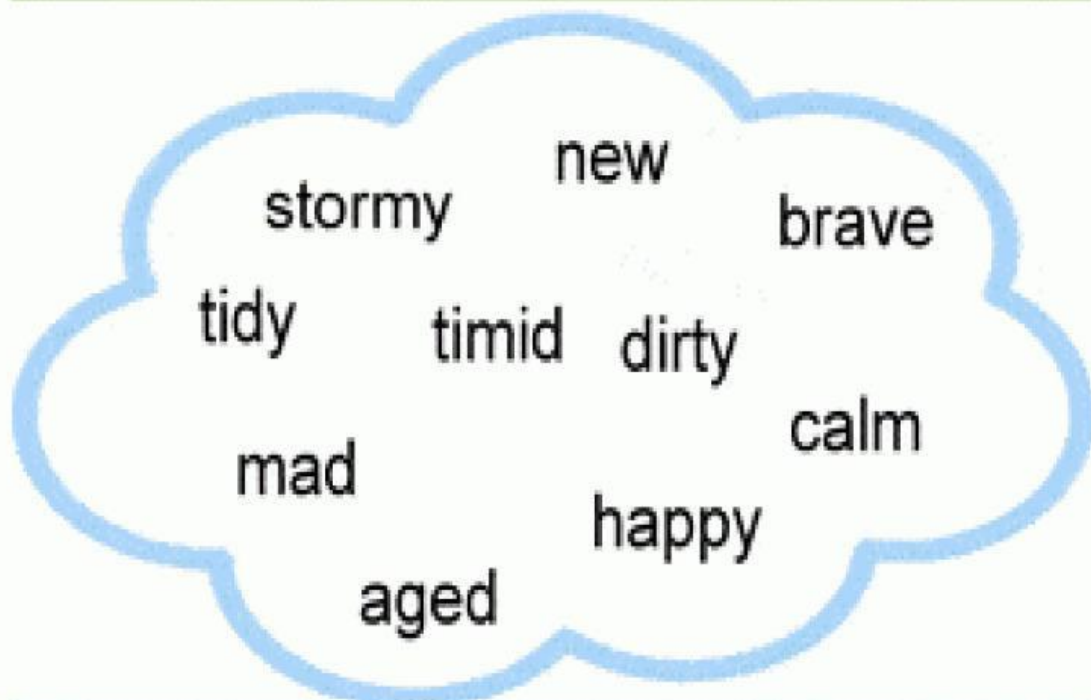 new
stormy
brave
tidy
timid dirty
calm
mad
happy
aged